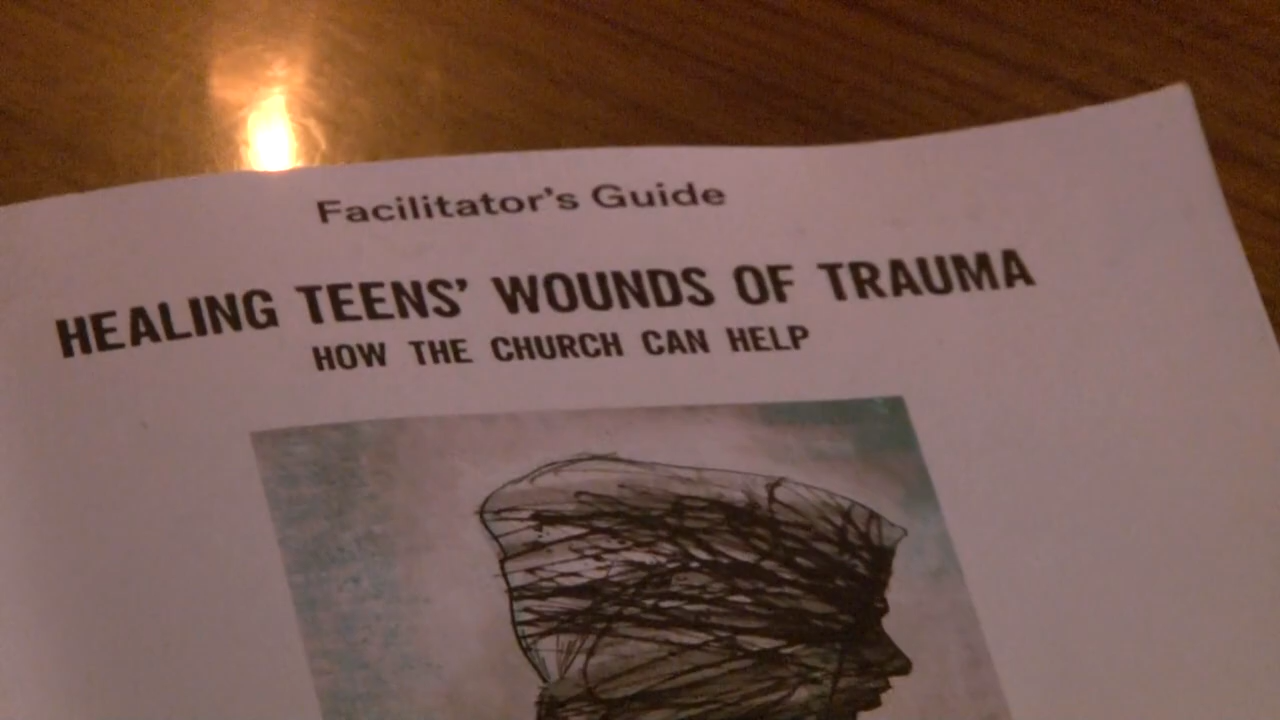 Facilitator's Guide
HEALING TEENS' WOUNDS OF TRAUMA
HOW THE CHURCH CAN HELP